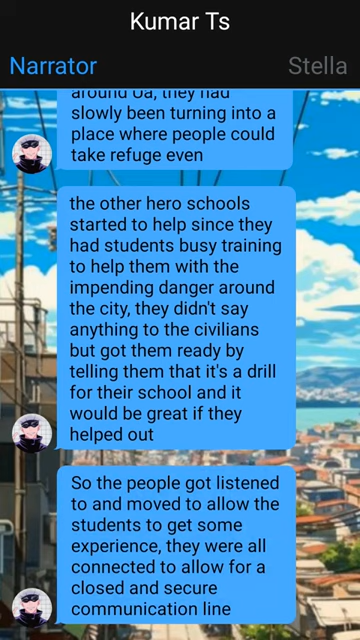 Kumar Ts
Narrator
Stella
around Ua, they had
slowly been turning into a
place where people could
take refuge even
the other hero schools
started to help since they
had students busy training
to help them with the
impending danger around
the city, they didn't say
anything to the civilians
but got them ready by
telling them that it's a drill
for their school and it
would be great if they
helped out
So the people got listened
to and moved to allow the
students to get some
experience, they were all
connected to allow for a
closed and secure
communication line